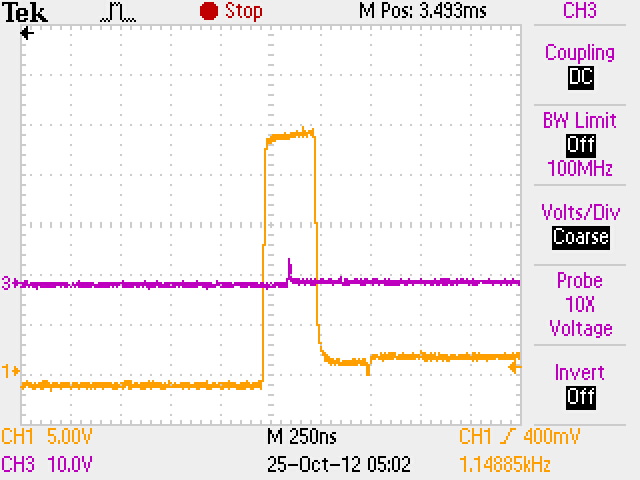 Tek Stop M Pos: 3.493ms CH3
Coupling
DC
BW Limit
Off
100MHz
Volts/Div
Coarse
3
Probe
10X
Voltage
1
Invert
Off
CH1 5.00V M 250ns CH1 400mV
CH3 10.0V 25-Oct-12 05:02 1.14885kHz